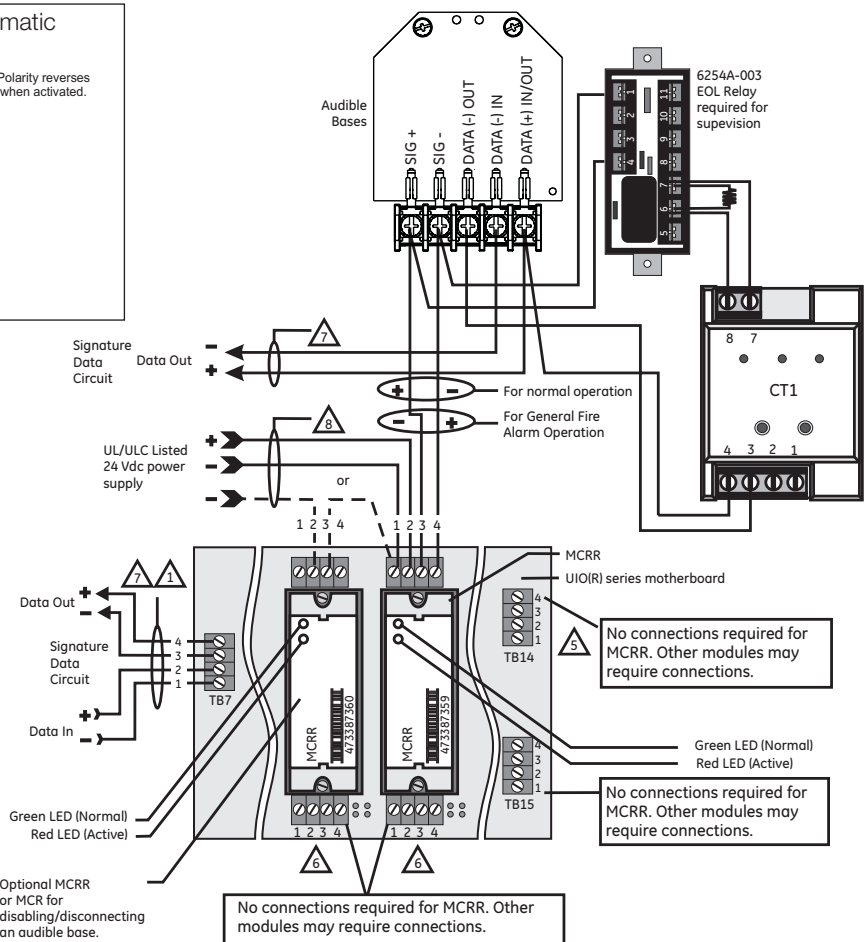 matic
Polarity reverses
when activated.
Audible
Bases
SIG +
SIG -
DATA (-) OUT
DATA (-) IN
DATA (+) IN/OUT
6254A-003
EOL Relay
required for
supevision
1
2
3
4
11
10
9
8
7
6
5
8 7
CT1
4 3 2 1
Signature
Data
Circuit
Data Out
-
+
7
+ -
For normal operation
- +
For General Fire
Alarm Operation
8
UL/ULC Listed
24 Vdc power
supply
+
-
-
or
1 2 3 4
1 2 3 4
MCRR
UIO(R) series motherboard
7 1
Data Out
+
-
Signature
Data
Circuit
+
-
Data In
4
3
2
1
TB7
MCRR
473387360
MCRR
473387359
4
3
2
1
TB14
5
No connections required for
MCRR. Other modules may
require connections.
Green LED (Normal)
Red LED (Active)
4
3
2
1
TB15
No connections required for
MCRR. Other modules may
require connections.
Green LED (Normal)
Red LED (Active)
1 2 3 4
1 2 3 4
6
6
Optional MCRR
or MCR for
disabling/disconnecting
an audible base.
No connections required for MCRR. Other
modules may require connections.